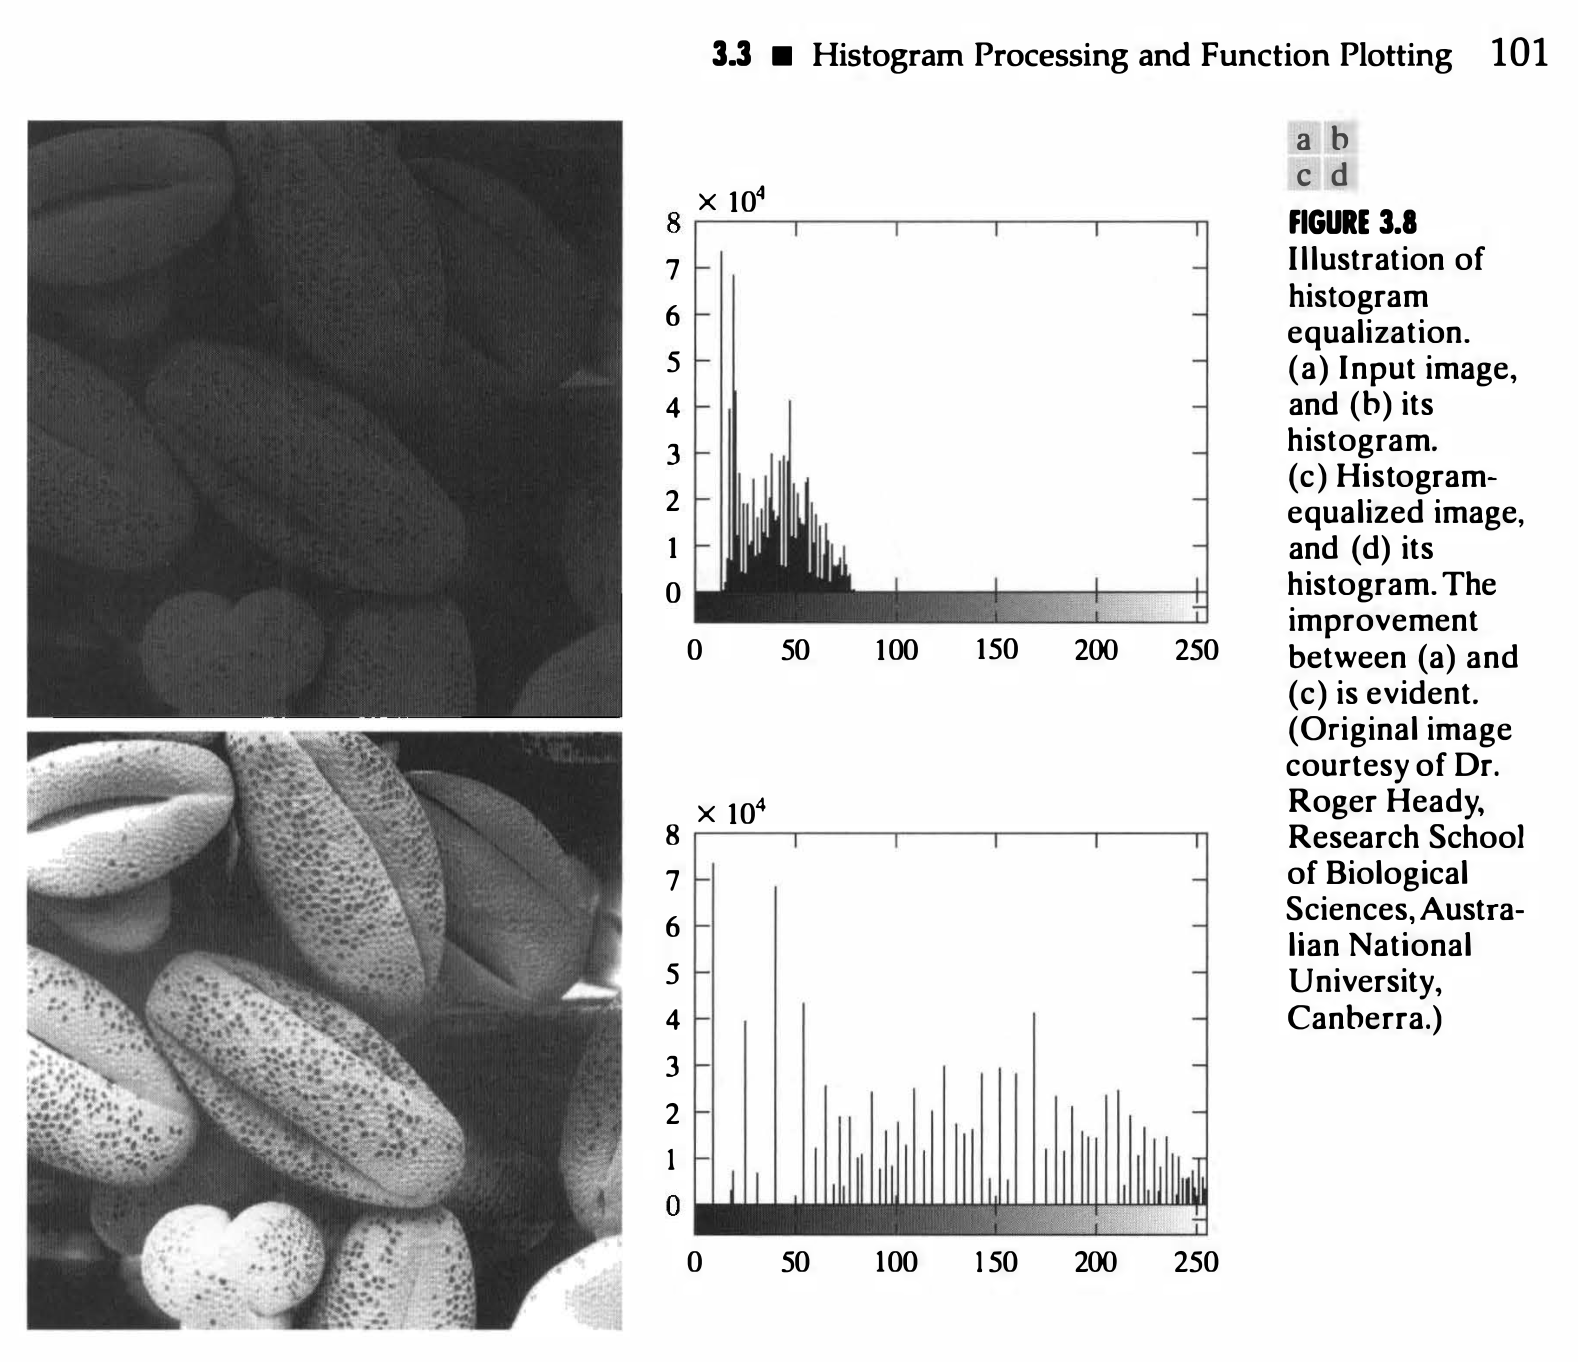 3.3 ■ Histogram Processing and Function Plotting 101
a b
c d
FIGURE 3.8
Illustration of
histogram
equalization.
(a) Input image,
and (b) its
histogram.
(c) Histogram-
equalized image,
and (d) its
histogram. The
improvement
between (a) and
(c) is evident.
(Original image
courtesy of Dr.
Roger Heady,
Research School
of Biological
Sciences, Austra-
lian National
University,
Canberra.)
× 10⁴
8
7
6
5
4
3
2
1
0
0 50 100 150 200 250
× 10⁴
8
7
6
5
4
3
2
1
0
0 50 100 150 200 250